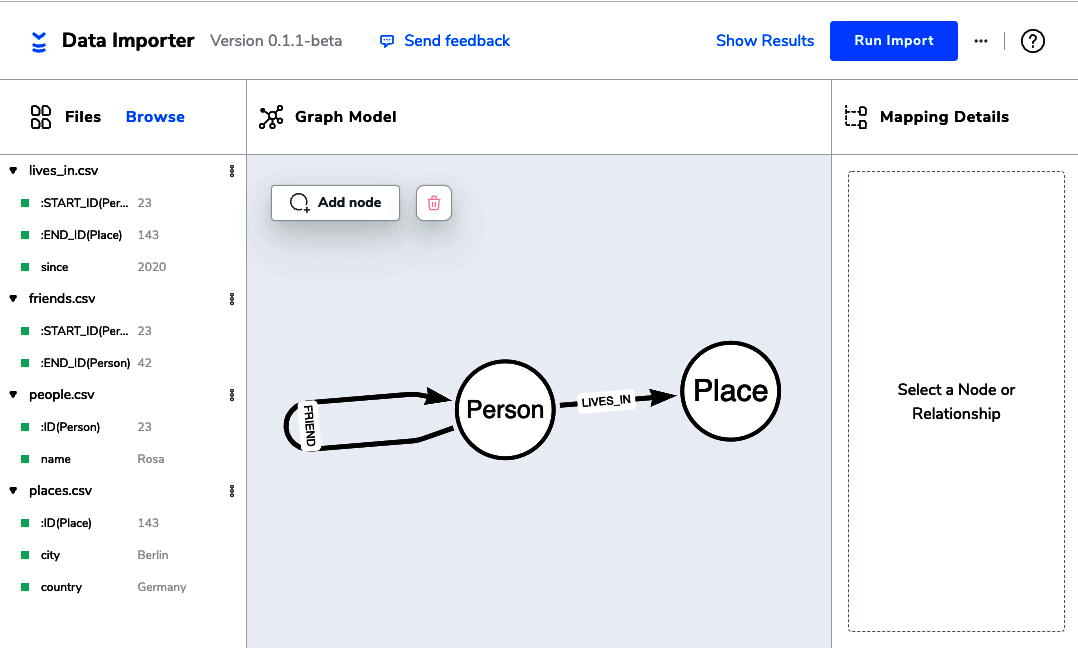 Data Importer Version 0.1.1-beta Send feedback Show Results Run Import ... ?
Files Browse
Graph Model
Mapping Details
lives_in.csv
:START_ID(Per... 23
:END_ID(Place) 143
since 2020
friends.csv
:START_ID(Per... 23
:END_ID(Person) 42
people.csv
:ID(Person) 23
name Rosa
places.csv
:ID(Place) 143
city Berlin
country Germany
Add node
FRIEND
Person
LIVES_IN
Place
Select a Node or
Relationship